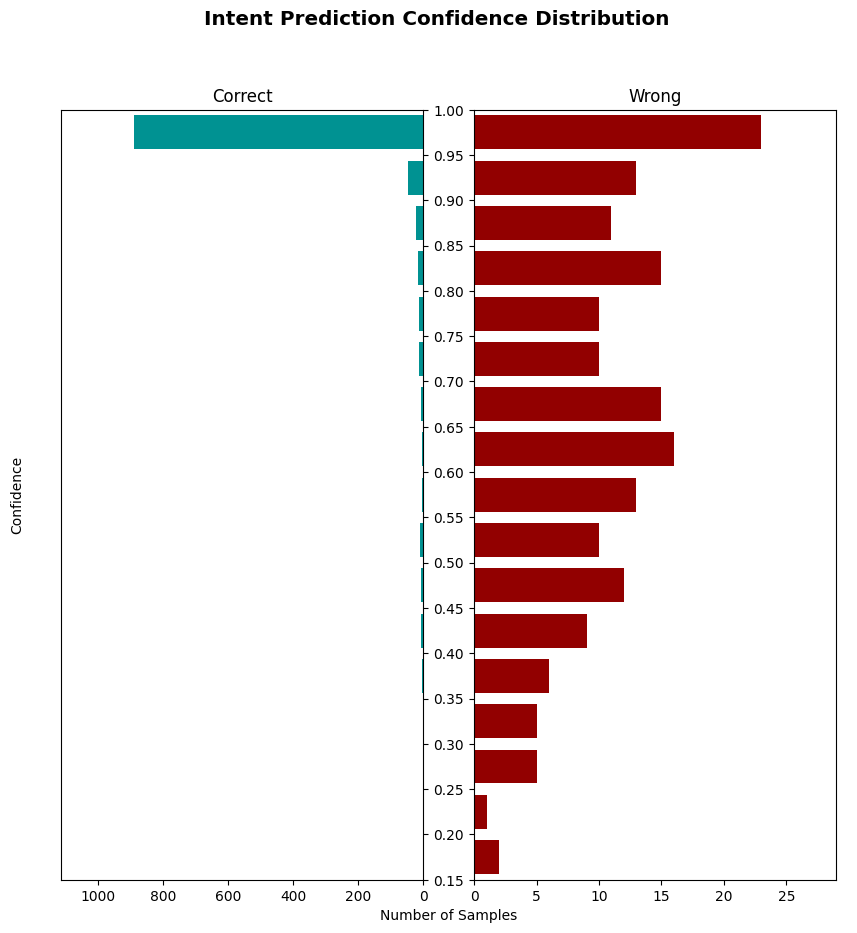 Intent Prediction Confidence Distribution
Correct
Wrong
1.00
0.95
0.90
0.85
0.80
0.75
0.70
0.65
0.60
0.55
0.50
0.45
0.40
0.35
0.30
0.25
0.20
0.15
Confidence
1000 800 600 400 200 0
0 5 10 15 20 25
Number of Samples